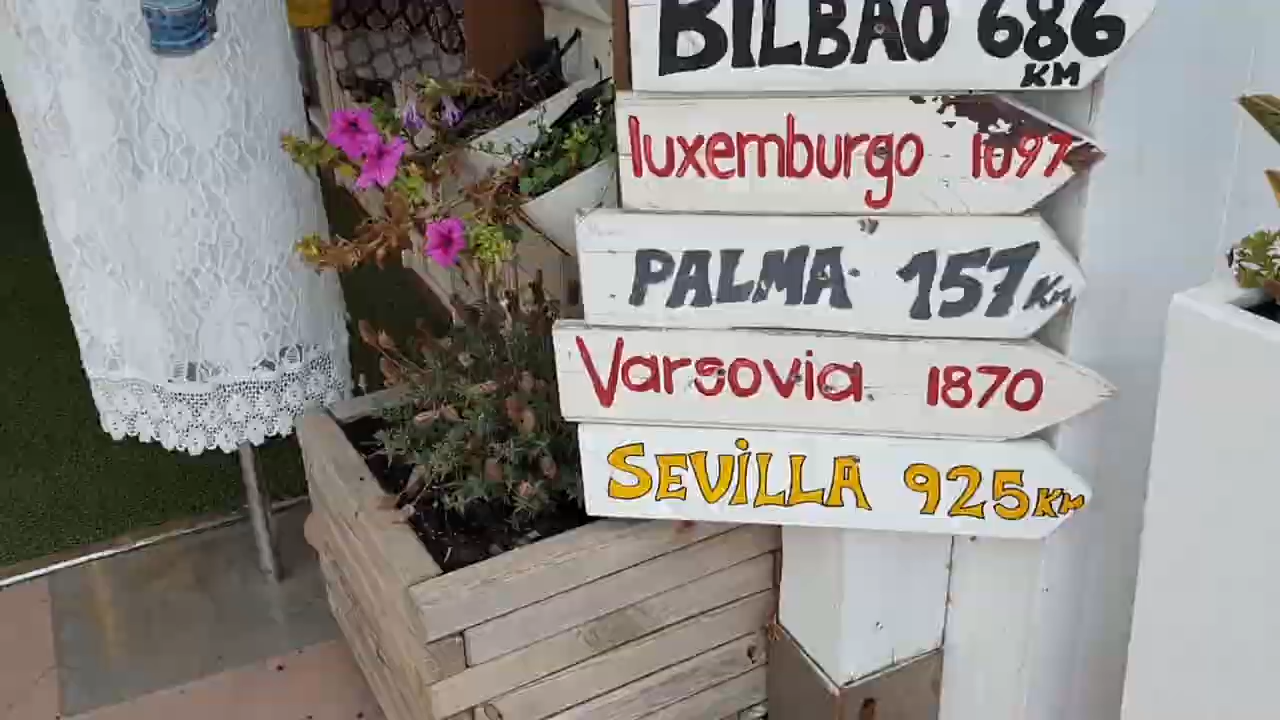 BILBAO 686
KM
luxemburgo 1097
PALMA 157 Km
Varsovia 1870
SEViLLA 925 Km